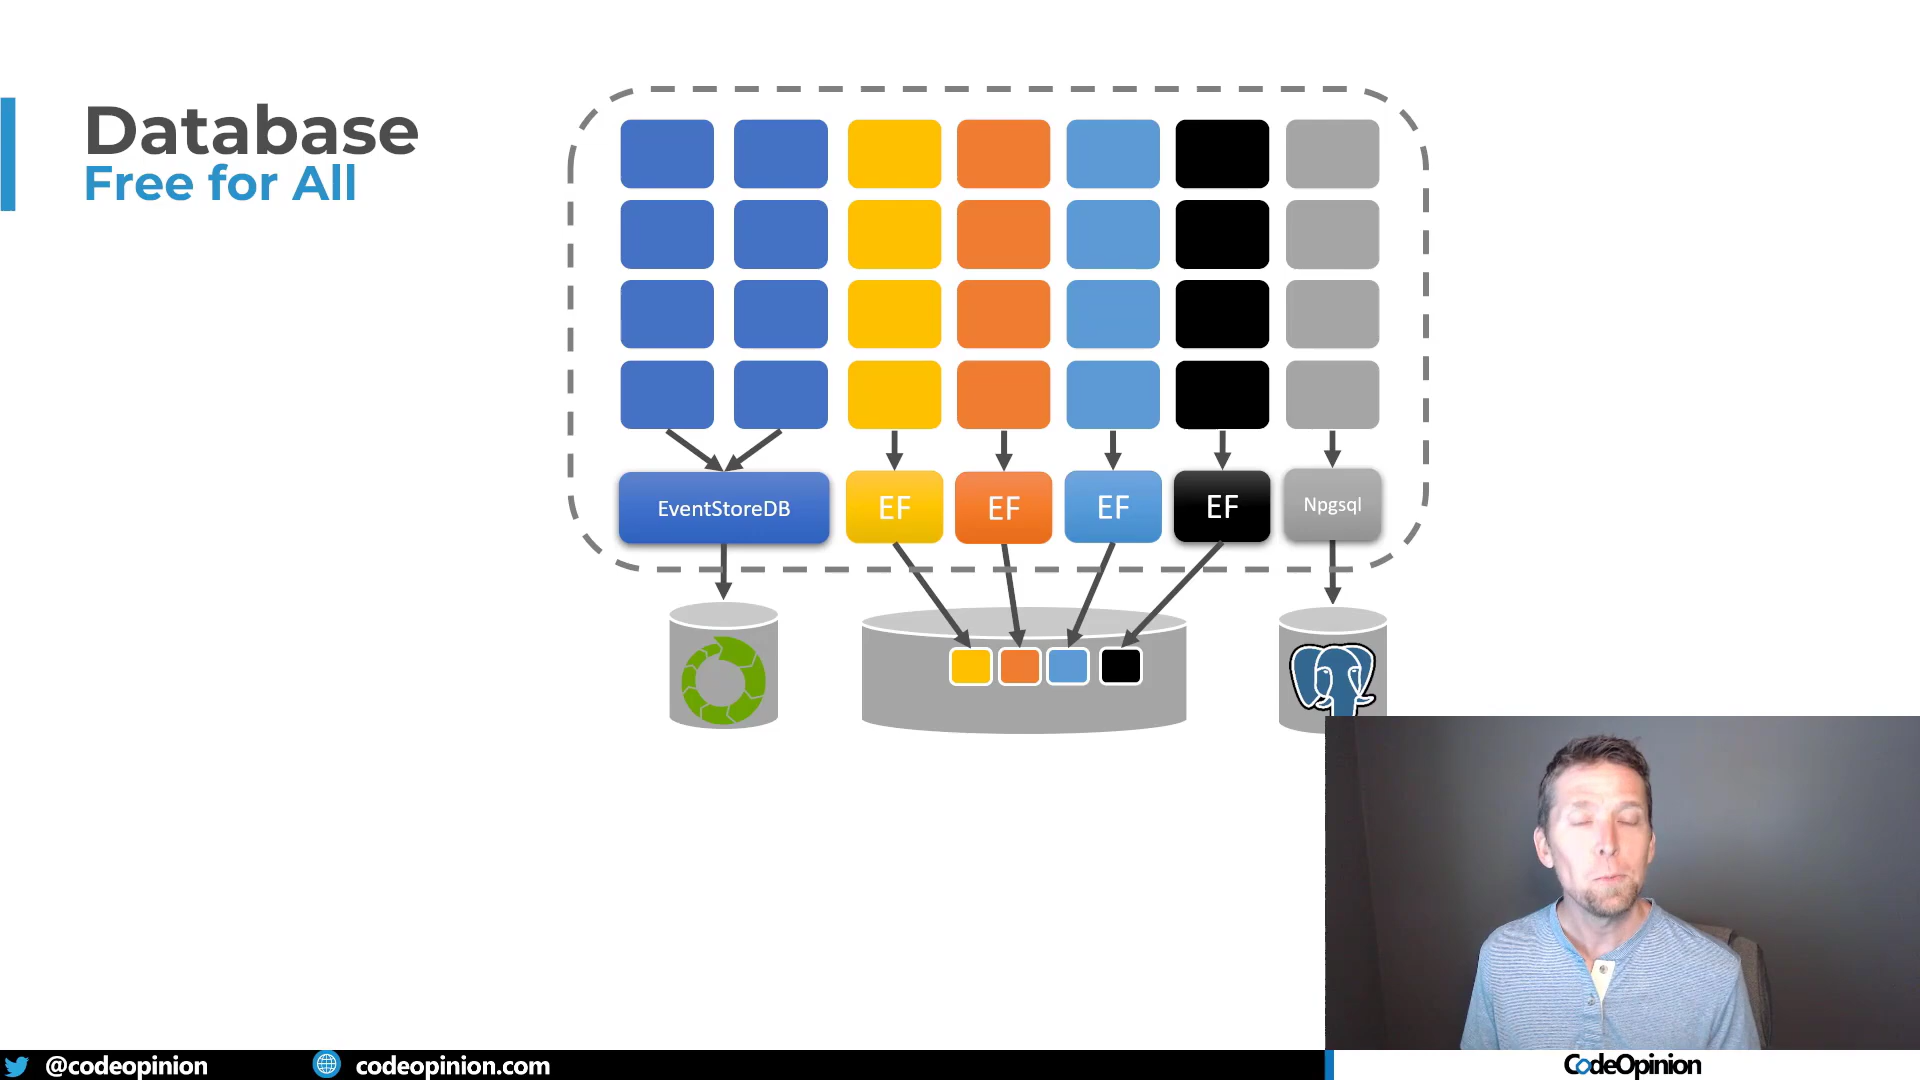 Database
Free for All
EventStoreDB
EF
EF
EF
EF
Npgsql
@codeopinion
codeopinion.com
CodeOpinion